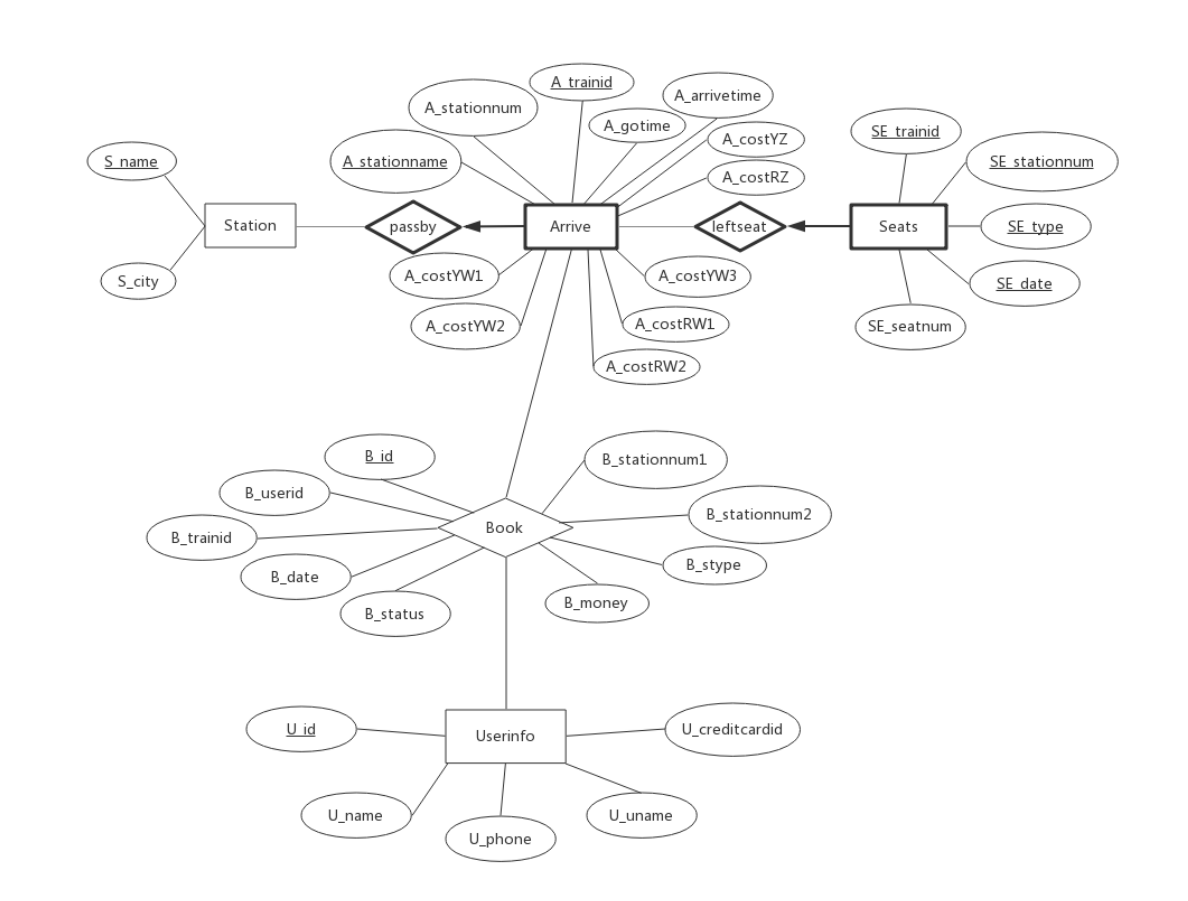 A_trainid
A_arrivetime
A_stationnum
A_gotime
A_costYZ
SE_trainid
S_name
A_stationname
SE_stationnum
A_costRZ
Station
passby
Arrive
leftseat
Seats
SE_type
S_city
A_costYW1
A_costYW3
SE_date
A_costYW2
A_costRW1
SE_seatnum
A_costRW2
B_id
B_stationnum1
B_userid
B_stationnum2
B_trainid
Book
B_stype
B_date
B_money
B_status
U_id
Userinfo
U_creditcardid
U_name
U_uname
U_phone